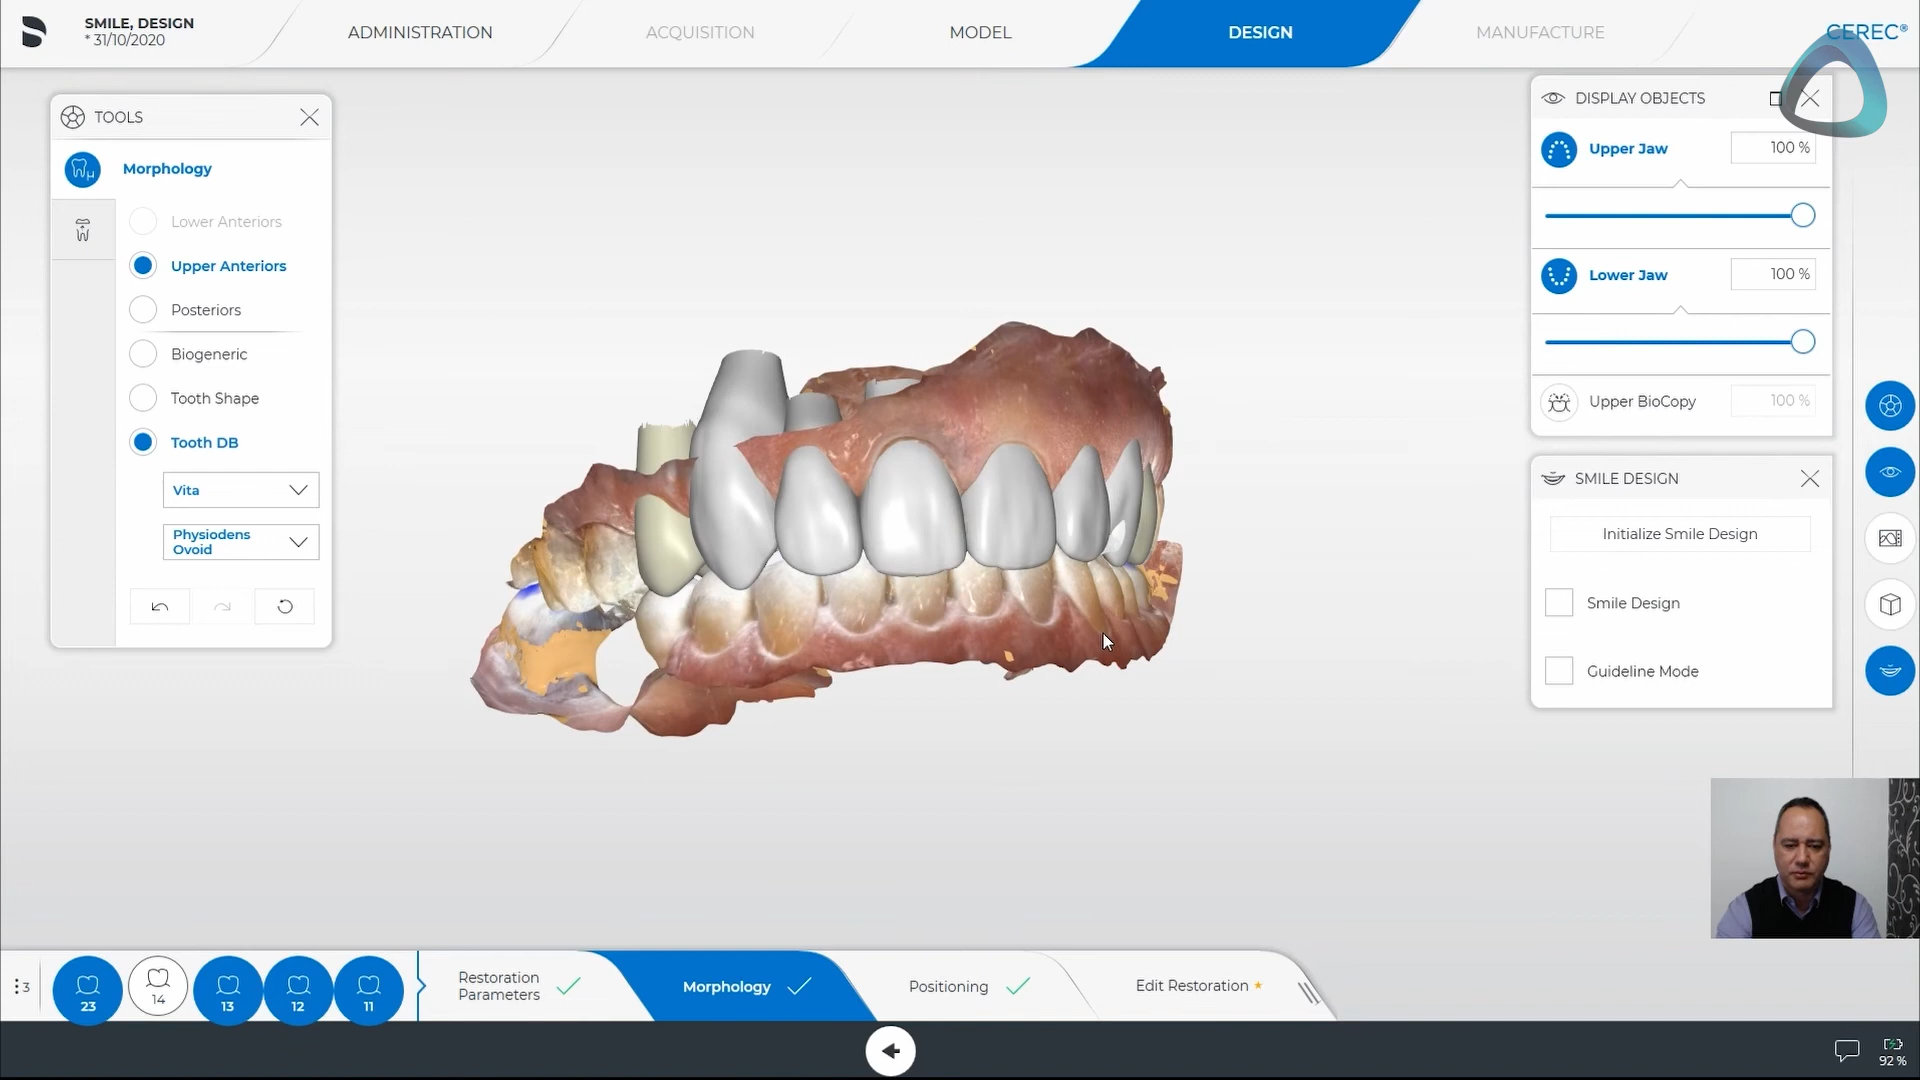 SMILE, DESIGN
* 31/10/2020
ADMINISTRATION
ACQUISITION
MODEL
DESIGN
MANUFACTURE
CEREC®
TOOLS
Morphology
Lower Anteriors
Upper Anteriors
Posteriors
Biogeneric
Tooth Shape
Tooth DB
Vita
Physiodens
Ovoid
DISPLAY OBJECTS
Upper Jaw
100 %
Lower Jaw
100 %
Upper BioCopy
100 %
SMILE DESIGN
Initialize Smile Design
Smile Design
Guideline Mode
3
23
14
13
12
11
Restoration
Parameters
Morphology
Positioning
Edit Restoration
92 %